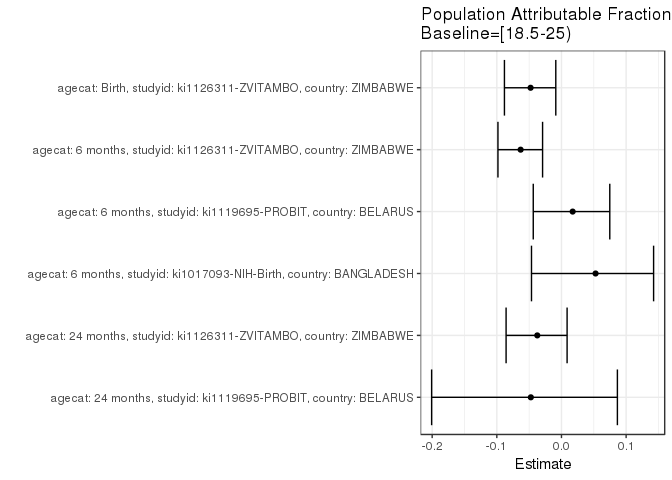 Population Attributable Fraction
Baseline=[18.5-25)
agecat: Birth, studyid: ki1126311-ZVITAMBO, country: ZIMBABWE
agecat: 6 months, studyid: ki1126311-ZVITAMBO, country: ZIMBABWE
agecat: 6 months, studyid: ki1119695-PROBIT, country: BELARUS
agecat: 6 months, studyid: ki1017093-NIH-Birth, country: BANGLADESH
agecat: 24 months, studyid: ki1126311-ZVITAMBO, country: ZIMBABWE
agecat: 24 months, studyid: ki1119695-PROBIT, country: BELARUS
-0.2 -0.1 0.0 0.1
Estimate